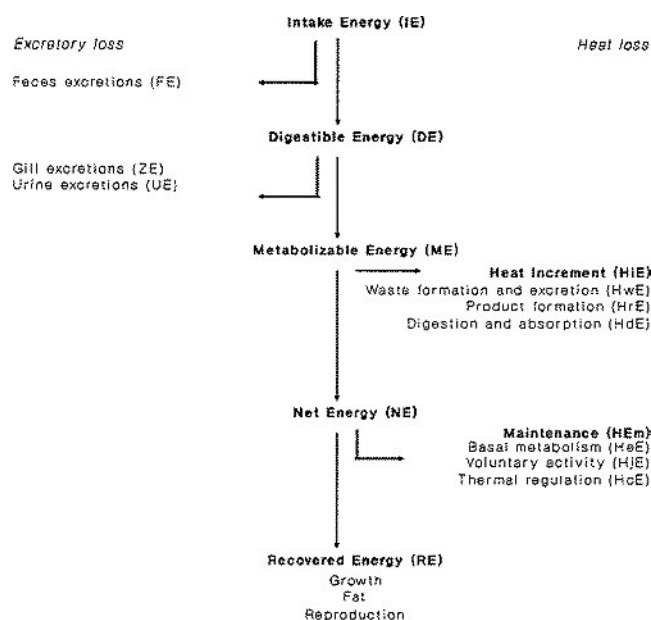 Intake Energy (IE)
Excretory loss
Heat loss
Feces excretions (FE)
Digestible Energy (DE)
Gill excretions (ZE)
Urine excretions (UE)
Metabolizable Energy (ME)
Heat Increment (HiE)
Waste formation and excretion (HwE)
Product formation (HrE)
Digestion and absorption (HdE)
Net Energy (NE)
Maintenance (HEm)
Basal metabolism (HeE)
Voluntary activity (HjE)
Thermal regulation (HcE)
Recovered Energy (RE)
Growth
Fat
Reproduction